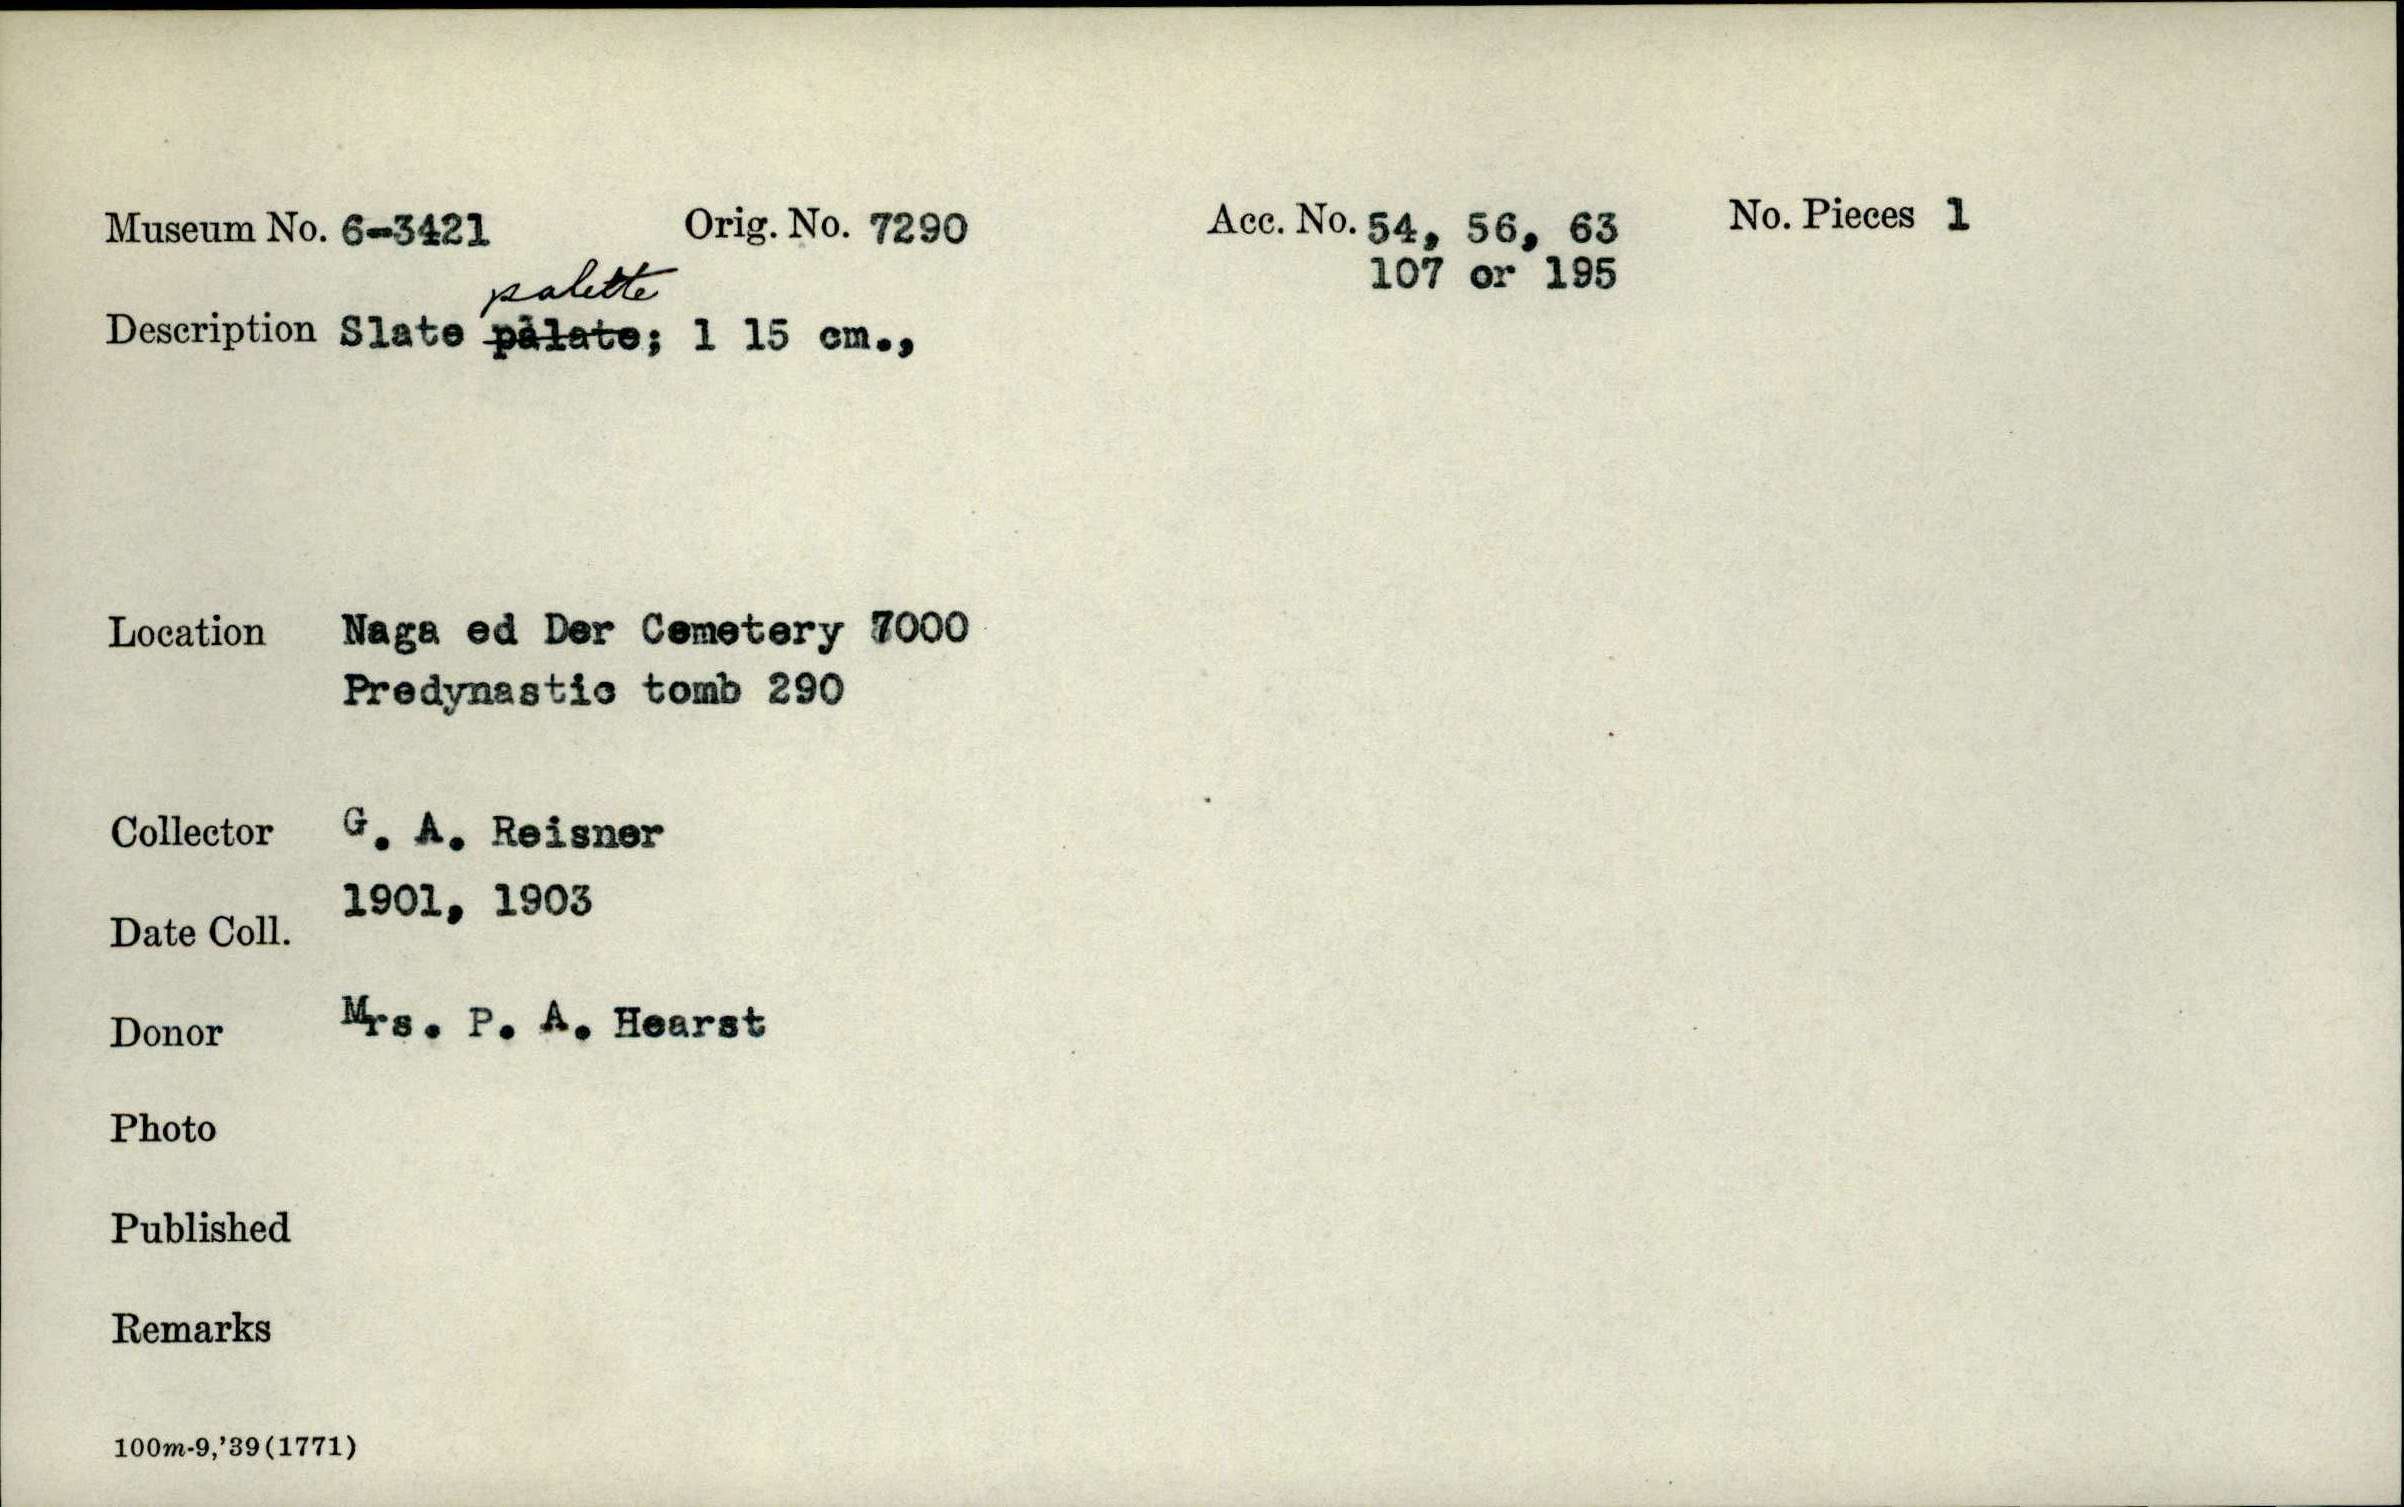 Museum No. 6-3421 Orig. No. 7290 Acc. No. 54, 56, 63 No. Pieces 1
107 or 195
palette
Description Slate palate; 1 15 cm.,
Location Naga ed Der Cemetery 7000
Predynastic tomb 290
Collector G. A. Reisner
1901, 1903
Date Coll.
Donor Mrs. P. A. Hearst
Photo
Published
Remarks
100m-9,'39(1771)